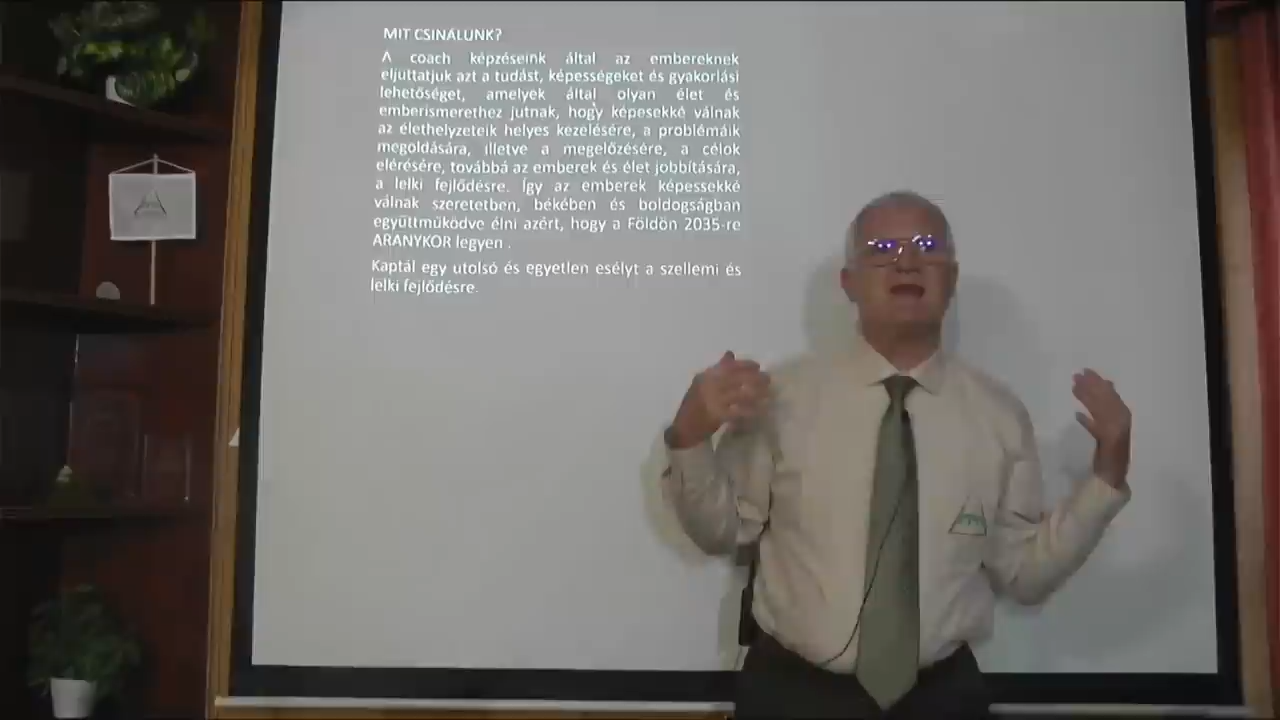 MIT CSINÁLUNK?
A coach képzéseink által az embereknek
eljuttatjuk azt a tudást, képességeket és gyakorlási
lehetőséget, amelyek által olyan élet és
emberismerethez jutnak, hogy képesekké válnak
az élethelyzeteik helyes kezelésére, a problémáik
megoldására, illetve a megelőzésére, a célok
elérésére, továbbá az emberek és élet jobbítására,
a lelki fejlődésre. Így az emberek képessekké
válnak szeretetben, békében és boldogságban
együttműködve élni azért, hogy a Földön 2035-re
ARANYKOR legyen .
Kaptál egy utolsó és egyetlen esélyt a szellemi és
lelki fejlődésre.